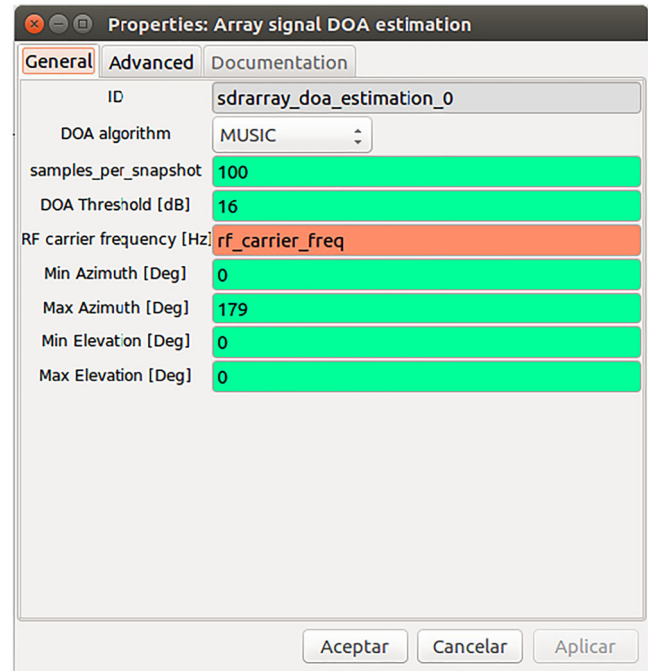 Properties: Array signal DOA estimation
General Advanced Documentation
ID sdrarray_doa_estimation_0
DOA algorithm MUSIC
samples_per_snapshot 100
DOA Threshold [dB] 16
RF carrier frequency [Hz] rf_carrier_freq
Min Azimuth [Deg] 0
Max Azimuth [Deg] 179
Min Elevation [Deg] 0
Max Elevation [Deg] 0
Aceptar Cancelar Aplicar